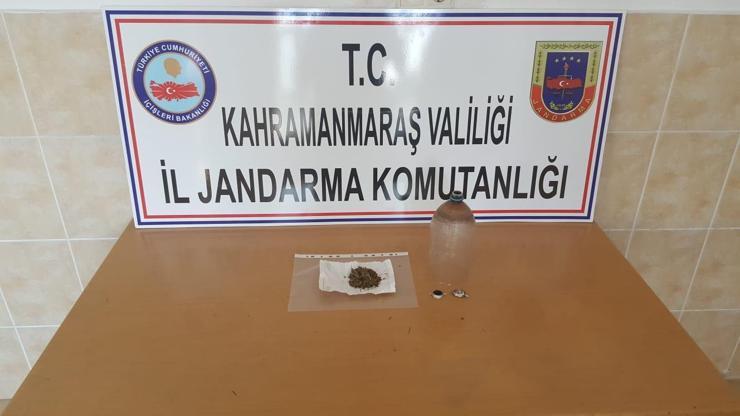 TÜRKİYE CUMHURİYETİ
İÇİŞLERİ BAKANLIĞI
T.C.
KAHRAMANMARAŞ VALİLİĞİ
İL JANDARMA KOMUTANLIĞI
JANDARMA